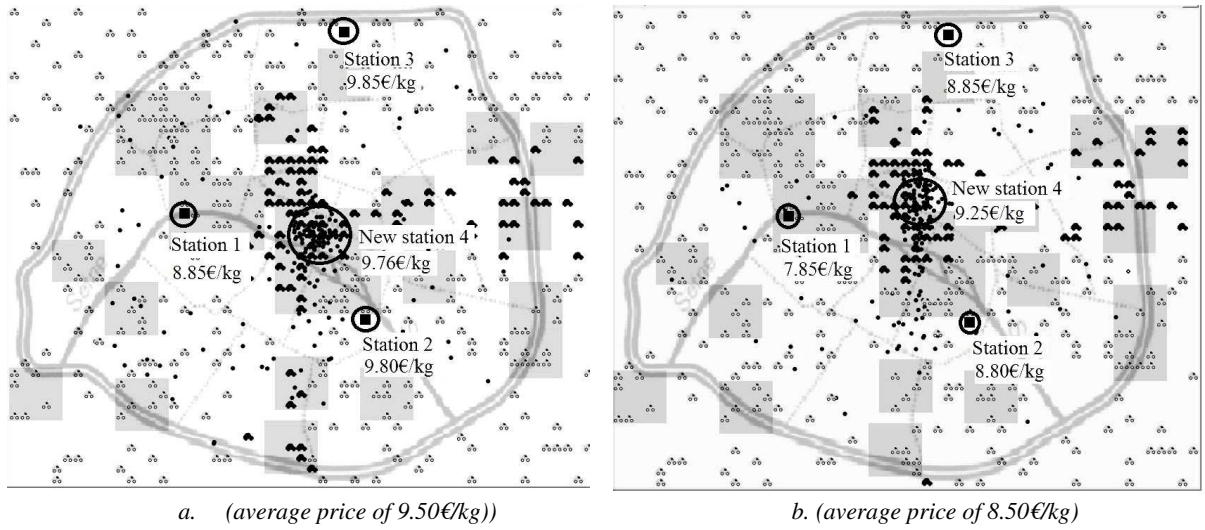 Station 3
9.85€/kg
Station 1
8.85€/kg
New station 4
9.76€/kg
Station 2
9.80€/kg
a. (average price of 9.50€/kg))
Station 3
8.85€/kg
New station 4
9.25€/kg
Station 1
7.85€/kg
Station 2
8.80€/kg
b. (average price of 8.50€/kg)